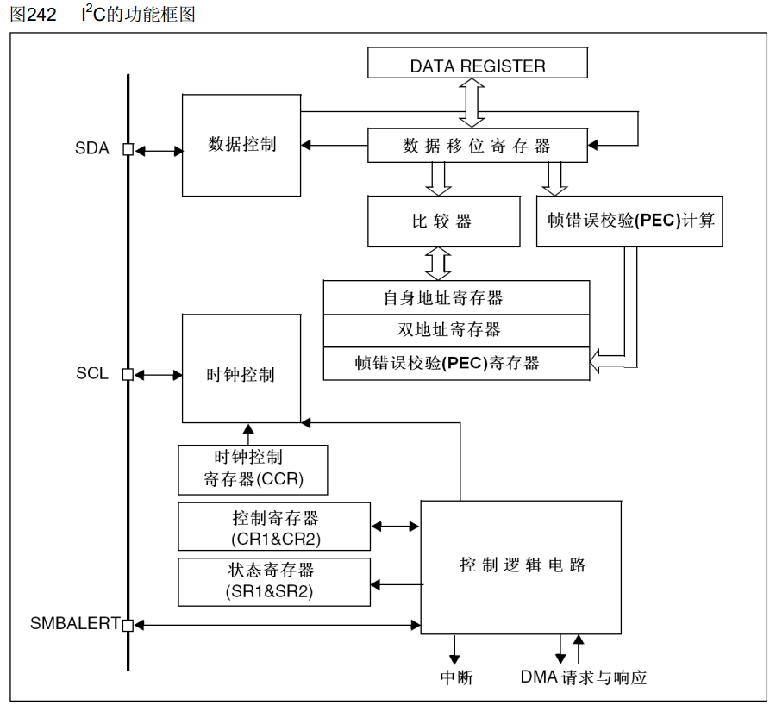 图242 I²C的功能框图
DATA REGISTER
SDA
数据控制
数据移位寄存器
比较器
帧错误校验(PEC)计算
自身地址寄存器
双地址寄存器
帧错误校验(PEC)寄存器
SCL
时钟控制
时钟控制
寄存器(CCR)
控制寄存器
(CR1&CR2)
控制逻辑电路
状态寄存器
(SR1&SR2)
SMBALERT
中断
DMA 请求与响应